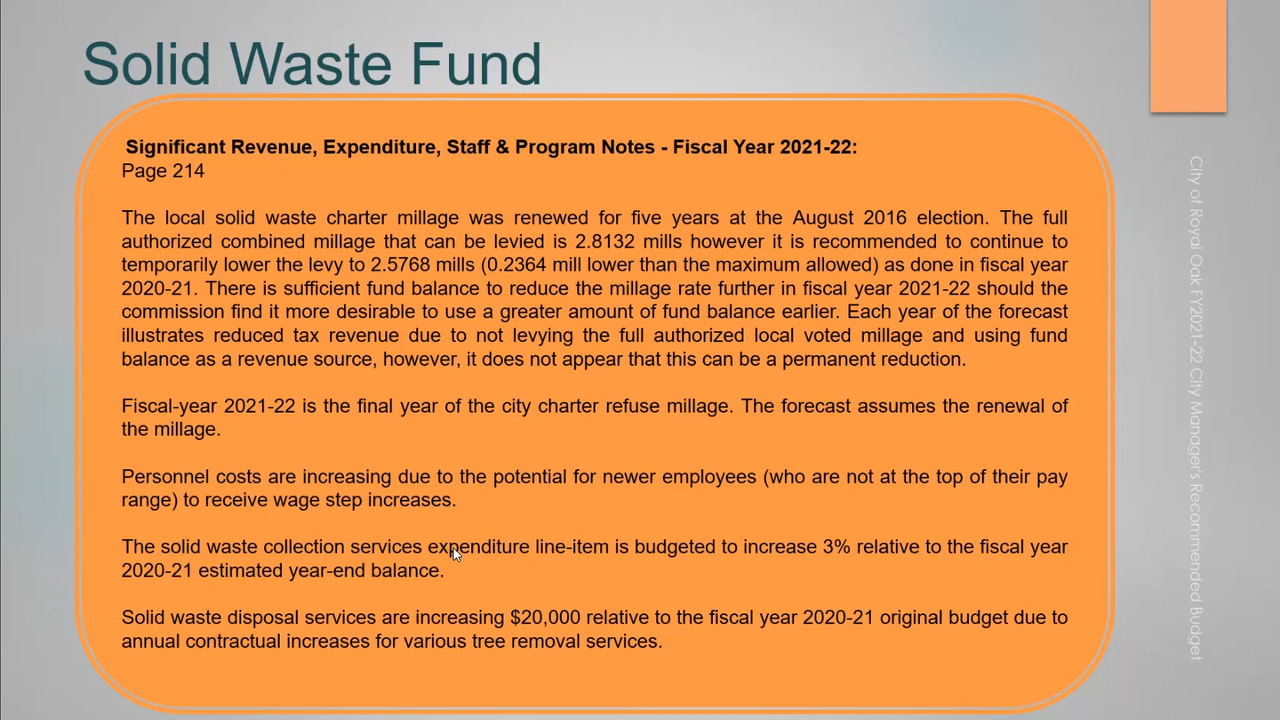 Solid Waste Fund
Significant Revenue, Expenditure, Staff & Program Notes - Fiscal Year 2021-22:
Page 214
The local solid waste charter millage was renewed for five years at the August 2016 election. The full
authorized combined millage that can be levied is 2.8132 mills however it is recommended to continue to
temporarily lower the levy to 2.5768 mills (0.2364 mill lower than the maximum allowed) as done in fiscal year
2020-21. There is sufficient fund balance to reduce the millage rate further in fiscal year 2021-22 should the
commission find it more desirable to use a greater amount of fund balance earlier. Each year of the forecast
illustrates reduced tax revenue due to not levying the full authorized local voted millage and using fund
balance as a revenue source, however, it does not appear that this can be a permanent reduction.
Fiscal-year 2021-22 is the final year of the city charter refuse millage. The forecast assumes the renewal of
the millage.
Personnel costs are increasing due to the potential for newer employees (who are not at the top of their pay
range) to receive wage step increases.
The solid waste collection services expenditure line-item is budgeted to increase 3% relative to the fiscal year
2020-21 estimated year-end balance.
Solid waste disposal services are increasing $20,000 relative to the fiscal year 2020-21 original budget due to
annual contractual increases for various tree removal services.
City of Royal Oak FY2021-22 City Manager's Recommended Budget